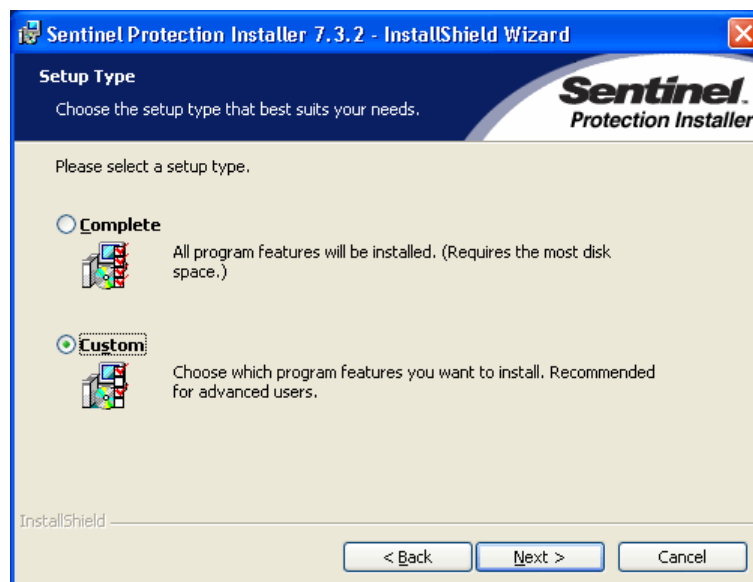 Sentinel Protection Installer 7.3.2 - InstallShield Wizard
Setup Type
Choose the setup type that best suits your needs.
Sentinel.
Protection Installer
Please select a setup type.
Complete
All program features will be installed. (Requires the most disk
space.)
Custom
Choose which program features you want to install. Recommended
for advanced users.
InstallShield
< Back
Next >
Cancel